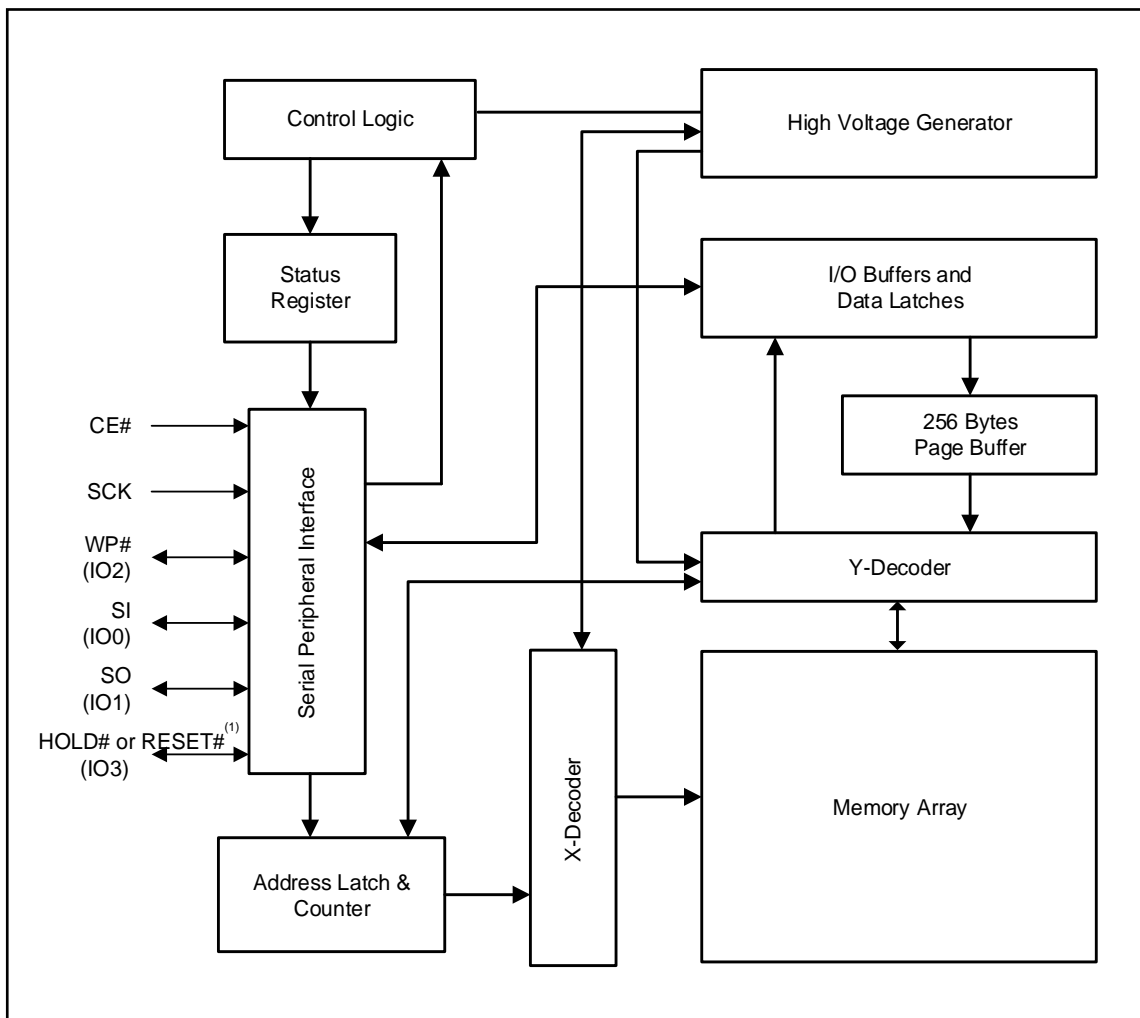 Control Logic
High Voltage Generator
Status
Register
I/O Buffers and
Data Latches
256 Bytes
Page Buffer
CE#
SCK
WP#
(IO2)
SI
(IO0)
SO
(IO1)
HOLD# or RESET#(1)
(IO3)
Serial Peripheral Interface
Y-Decoder
X-Decoder
Memory Array
Address Latch &
Counter